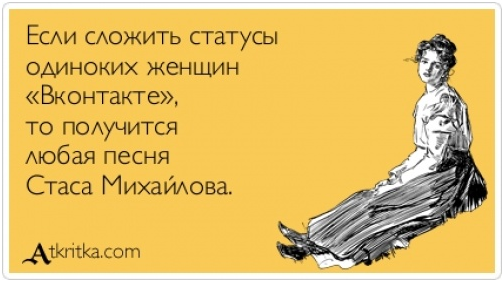 Если сложить статусы
одиноких женщин
«Вконтакте»,
то получится
любая песня
Стаса Михайлова.
Atkritka.com